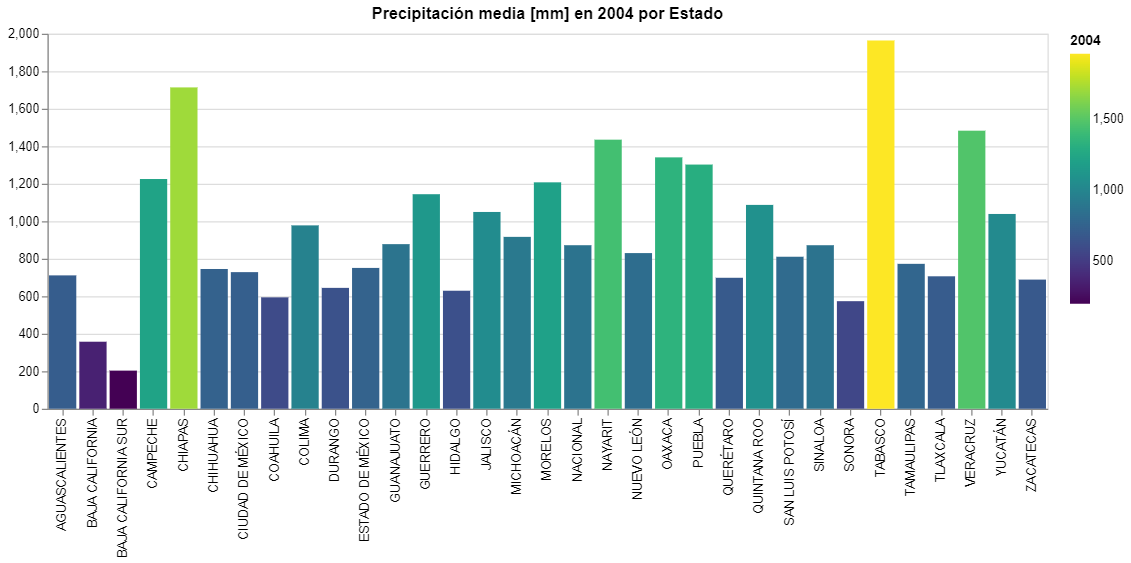 Precipitación media [mm] en 2004 por Estado
2,000
1,800
1,600
1,400
1,200
1,000
800
600
400
200
0
AGUASCALIENTES
BAJA CALIFORNIA
BAJA CALIFORNIA SUR
CAMPECHE
CHIAPAS
CHIHUAHUA
CIUDAD DE MÉXICO
COAHUILA
COLIMA
DURANGO
ESTADO DE MÉXICO
GUANAJUATO
GUERRERO
HIDALGO
JALISCO
MICHOACÁN
MORELOS
NACIONAL
NAYARIT
NUEVO LEÓN
OAXACA
PUEBLA
QUERÉTARO
QUINTANA ROO
SAN LUIS POTOSÍ
SINALOA
SONORA
TABASCO
TAMAULIPAS
TLAXCALA
VERACRUZ
YUCATÁN
ZACATECAS
2004
1,500
1,000
500